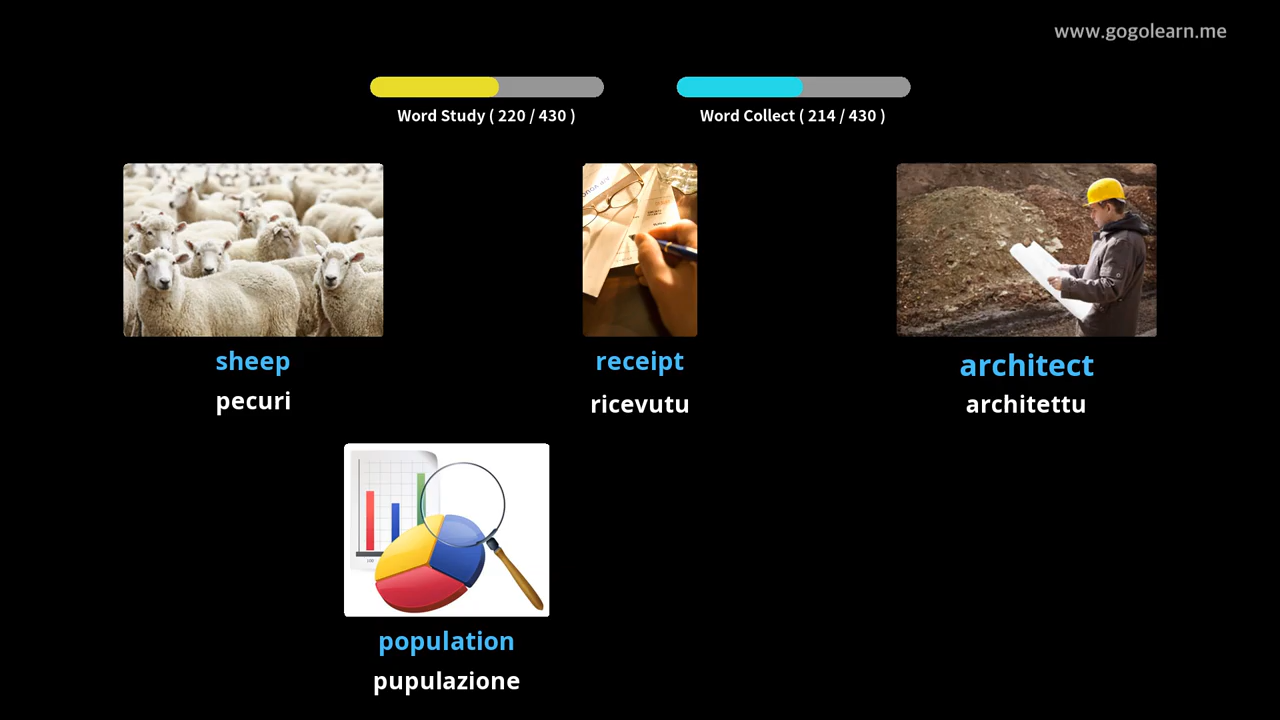 www.gogolearn.me
Word Study ( 220 / 430 )
Word Collect ( 214 / 430 )
sheep
pecuri
receipt
ricevutu
architect
architettu
population
pupulazione